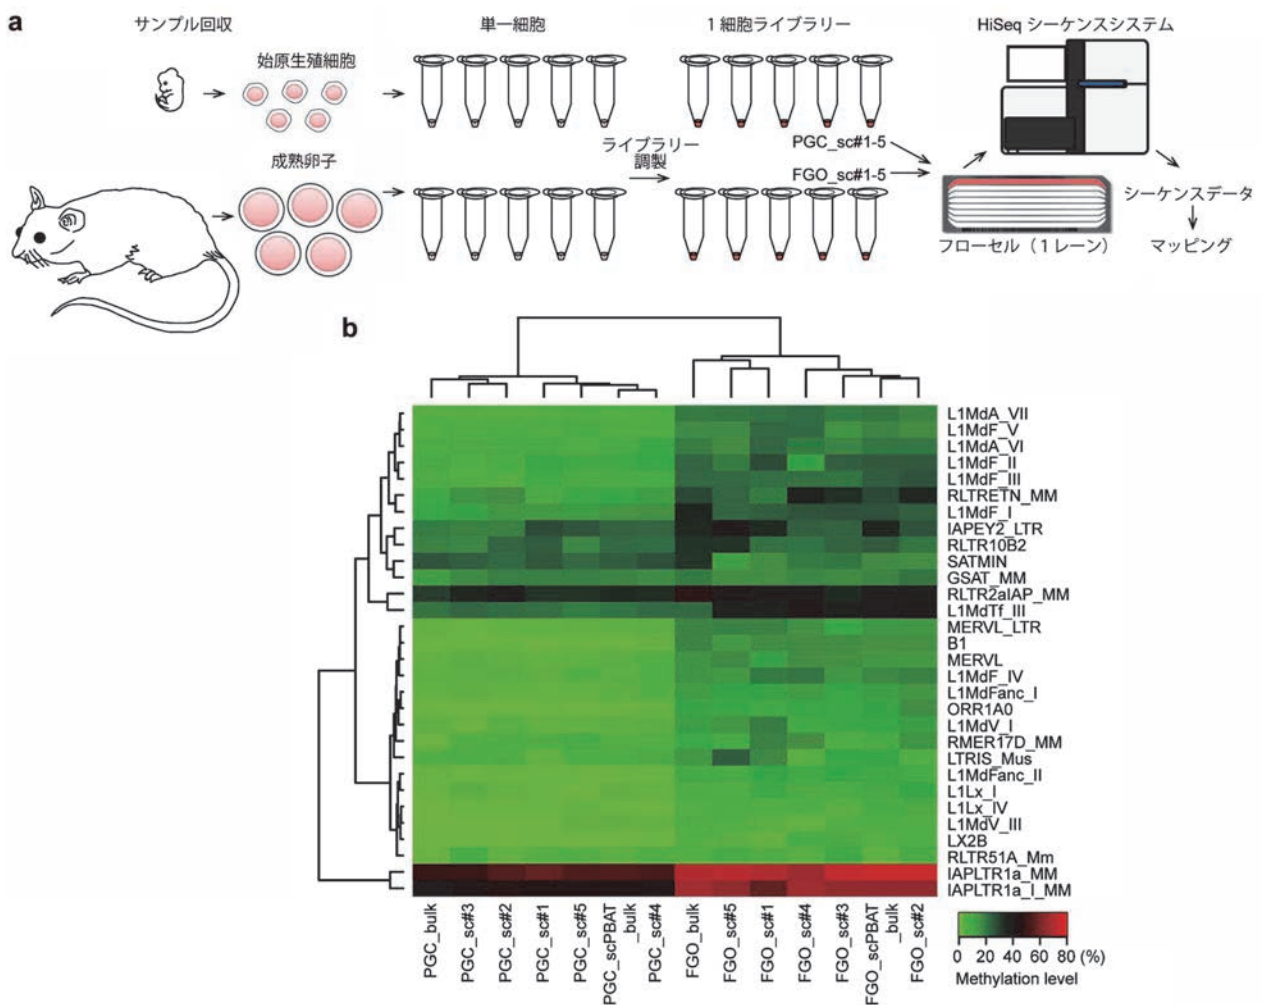 a
サンプル回収
単一細胞
1細胞ライブラリー
HiSeq シーケンスシステム
始原生殖細胞
ライブラリー
調製
PGC_sc#1-5
成熟卵子
FGO_sc#1-5
シーケンスデータ
フローセル（1レーン）
マッピング
b
L1MdA_VII
L1MdF_V
L1MdA_VI
L1MdF_II
L1MdF_III
RLTRETN_MM
L1MdF_I
IAPEY2_LTR
RLTR10B2
SATMIN
GSAT_MM
RLTR2aIAP_MM
L1MdTf_III
MERVL_LTR
B1
MERVL
L1MdF_IV
L1MdFanc_I
ORR1A0
L1MdV_I
RMER17D_MM
LTRIS_Mus
L1MdFanc_II
L1Lx_I
L1Lx_IV
L1MdV_III
LX2B
RLTR51A_Mm
IAPLTR1a_MM
IAPLTR1a_I_MM
PGC_bulk
PGC_sc#3
PGC_sc#2
PGC_sc#1
PGC_sc#5
PGC_scPBAT
_bulk
PGC_sc#4
FGO_bulk
FGO_sc#5
FGO_sc#1
FGO_sc#4
FGO_sc#3
FGO_scPBAT
_bulk
FGO_sc#2
0 20 40 60 80 (%)
Methylation level